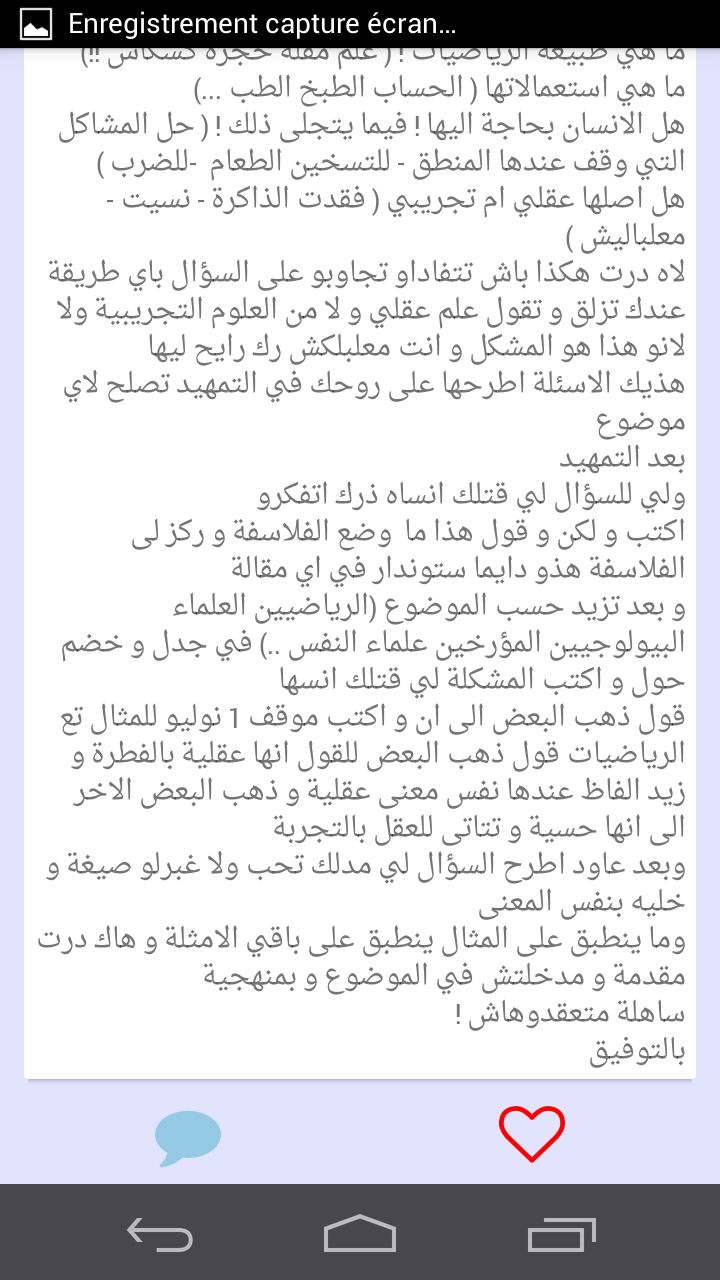 Enregistrement capture écran...
ما هي طبيعة الرياضيات ! ( علم مقلة حجرة كسكاس !!)
ما هي استعمالاتها ( الحساب الطبخ الطب ...)
هل الانسان بحاجة اليها ! فيما يتجلى ذلك ! ( حل المشاكل
التي وقف عندها المنطق - للتسخين الطعام -للضرب )
هل اصلها عقلي ام تجريبي ( فقدت الذاكرة - نسيت -
معلباليش )
لاه درت هكذا باش تتفاداو تجاوبو على السؤال باي طريقة
عندك تزلق و تقول علم عقلي و لا من العلوم التجريبية ولا
لانو هذا هو المشكل و انت معلبلكش رك رايح ليها
هذيك الاسئلة اطرحها على روحك في التمهيد تصلح لاي
موضوع
بعد التمهيد
ولي للسؤال لي قتلك انساه ذرك اتفكرو
اكتب و لكن و قول هذا ما وضع الفلاسفة و ركز لى
الفلاسفة هذو دايما ستوندار في اي مقالة
و بعد تزيد حسب الموضوع (الرياضيين العلماء
البيولوجيين المؤرخين علماء النفس ..) في جدل و خضم
حول و اكتب المشكلة لي قتلك انسها
قول ذهب البعض الى ان و اكتب موقف 1 نوليو للمثال تع
الرياضيات قول ذهب البعض للقول انها عقلية بالفطرة و
زيد الفاظ عندها نفس معنى عقلية و ذهب البعض الاخر
الى انها حسية و تتاتى للعقل بالتجربة
وبعد عاود اطرح السؤال لي مدلك تحب ولا غبرلو صيغة و
خليه بنفس المعنى
وما ينطبق على المثال ينطبق على باقي الامثلة و هاك درت
مقدمة و مدخلتش في الموضوع و بمنهجية
ساهلة متعقدوهاش !
بالتوفيق